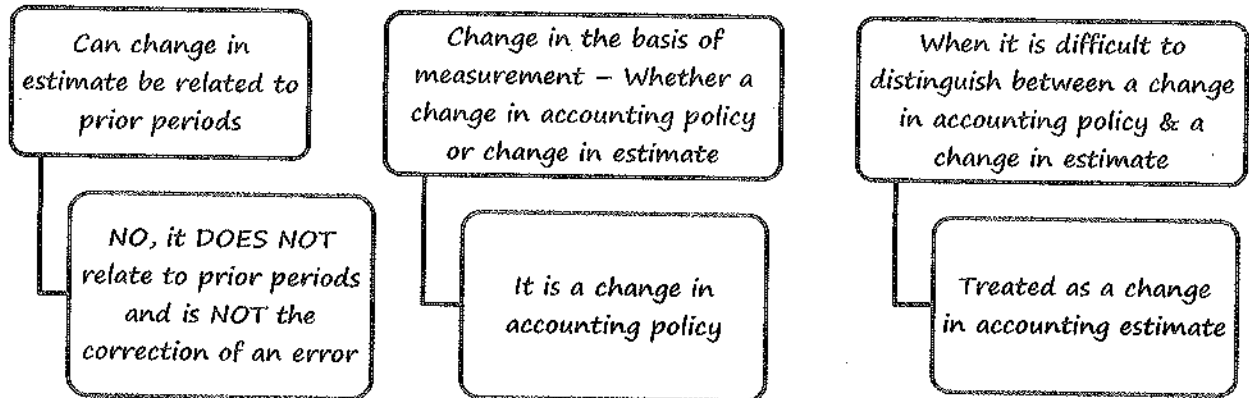 Can change in
estimate be related to
prior periods
NO, it DOES NOT
relate to prior periods
and is NOT the
correction of an error
Change in the basis of
measurement – Whether a
change in accounting policy
or change in estimate
It is a change in
accounting policy
When it is difficult to
distinguish between a change
in accounting policy & a
change in estimate
Treated as a change
in accounting estimate